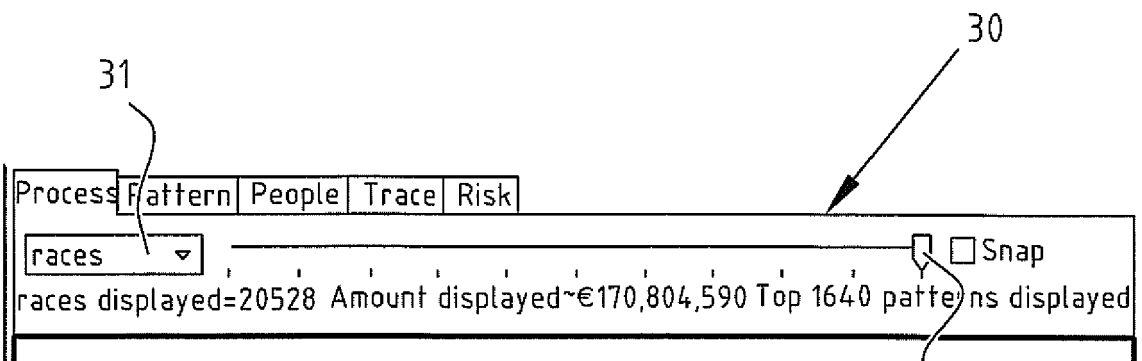 30
31
Process Pattern People Trace Risk
races Snap
races displayed=20528 Amount displayed~€170,804,590 Top 1640 patterns displayed